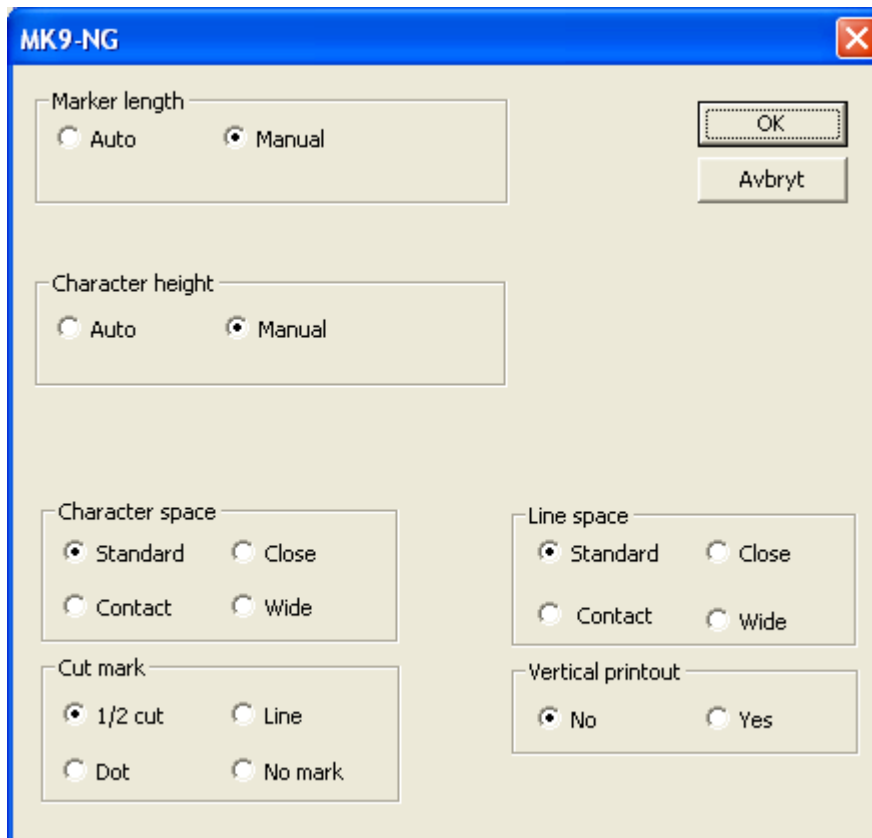 MK9-NG
Marker length
Auto Manual
OK
Avbryt
Character height
Auto Manual
Character space
Standard Close
Contact Wide
Line space
Standard Close
Contact Wide
Cut mark
1/2 cut Line
Dot No mark
Vertical printout
No Yes